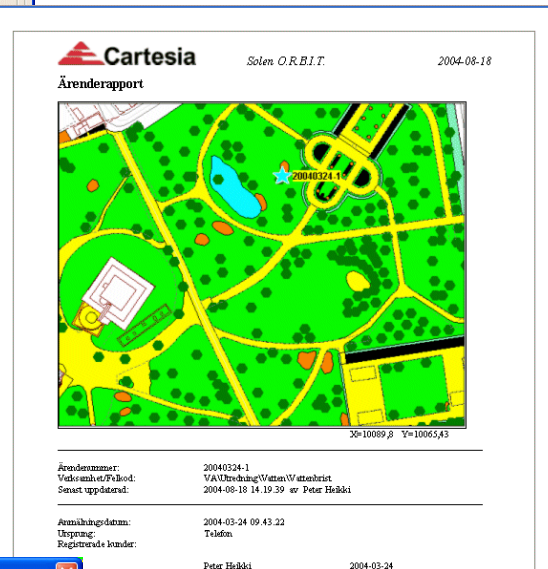 Cartesia Solen O.R.B.I.T. 2004-08-18
Ärenderapport
20040324-1
X=10089,8 Y=10065,43
Ärendenummer: 20040324-1
Verksamhet/Felkod: VA\Utredning\Vatten\Vattenbrist
Senast uppdaterad: 2004-08-18 14.19.39 av Peter Heikki
Anmälningsdatum: 2004-03-24 09.43.22
Ursprung: Telefon
Registrerade kunder:
Peter Heikki 2004-03-24